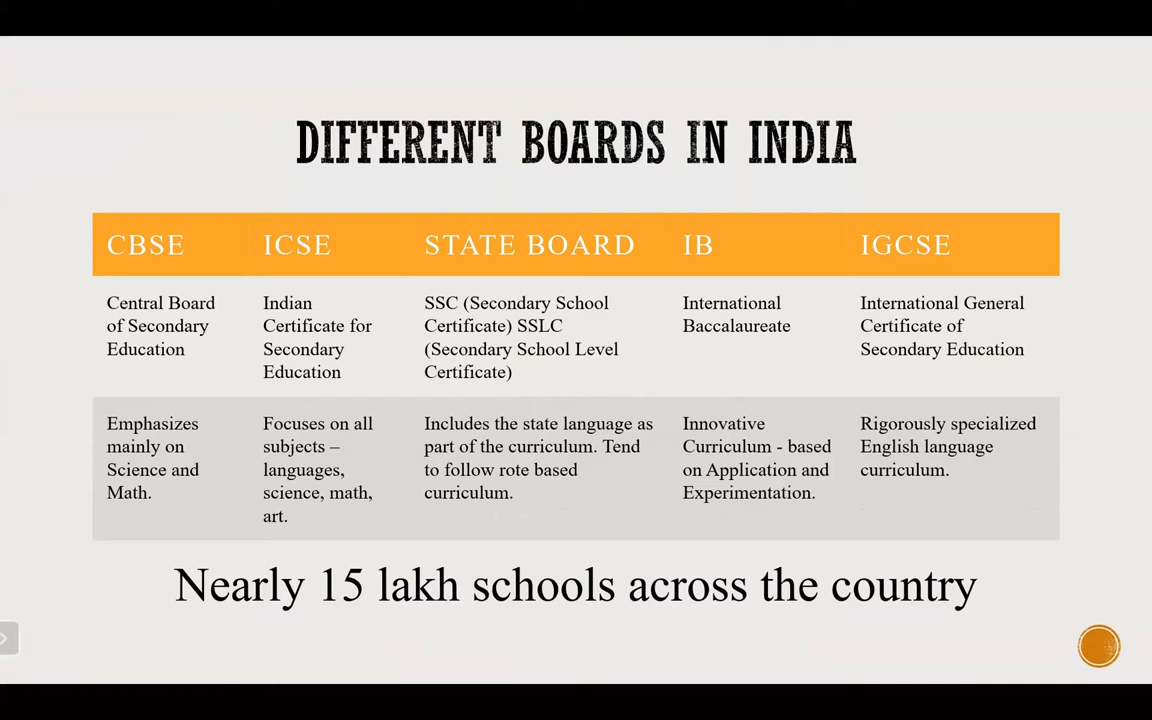 DIFFERENT BOARDS IN INDIA
CBSE
ICSE
STATE BOARD
IB
IGCSE
Central Board
of Secondary
Education
Indian
Certificate for
Secondary
Education
SSC (Secondary School
Certificate) SSLC
(Secondary School Level
Certificate)
International
Baccalaureate
International General
Certificate of
Secondary Education
Emphasizes
mainly on
Science and
Math.
Focuses on all
subjects –
languages,
science, math,
art.
Includes the state language as
part of the curriculum. Tend
to follow rote based
curriculum.
Innovative
Curriculum - based
on Application and
Experimentation.
Rigorously specialized
English language
curriculum.
Nearly 15 lakh schools across the country